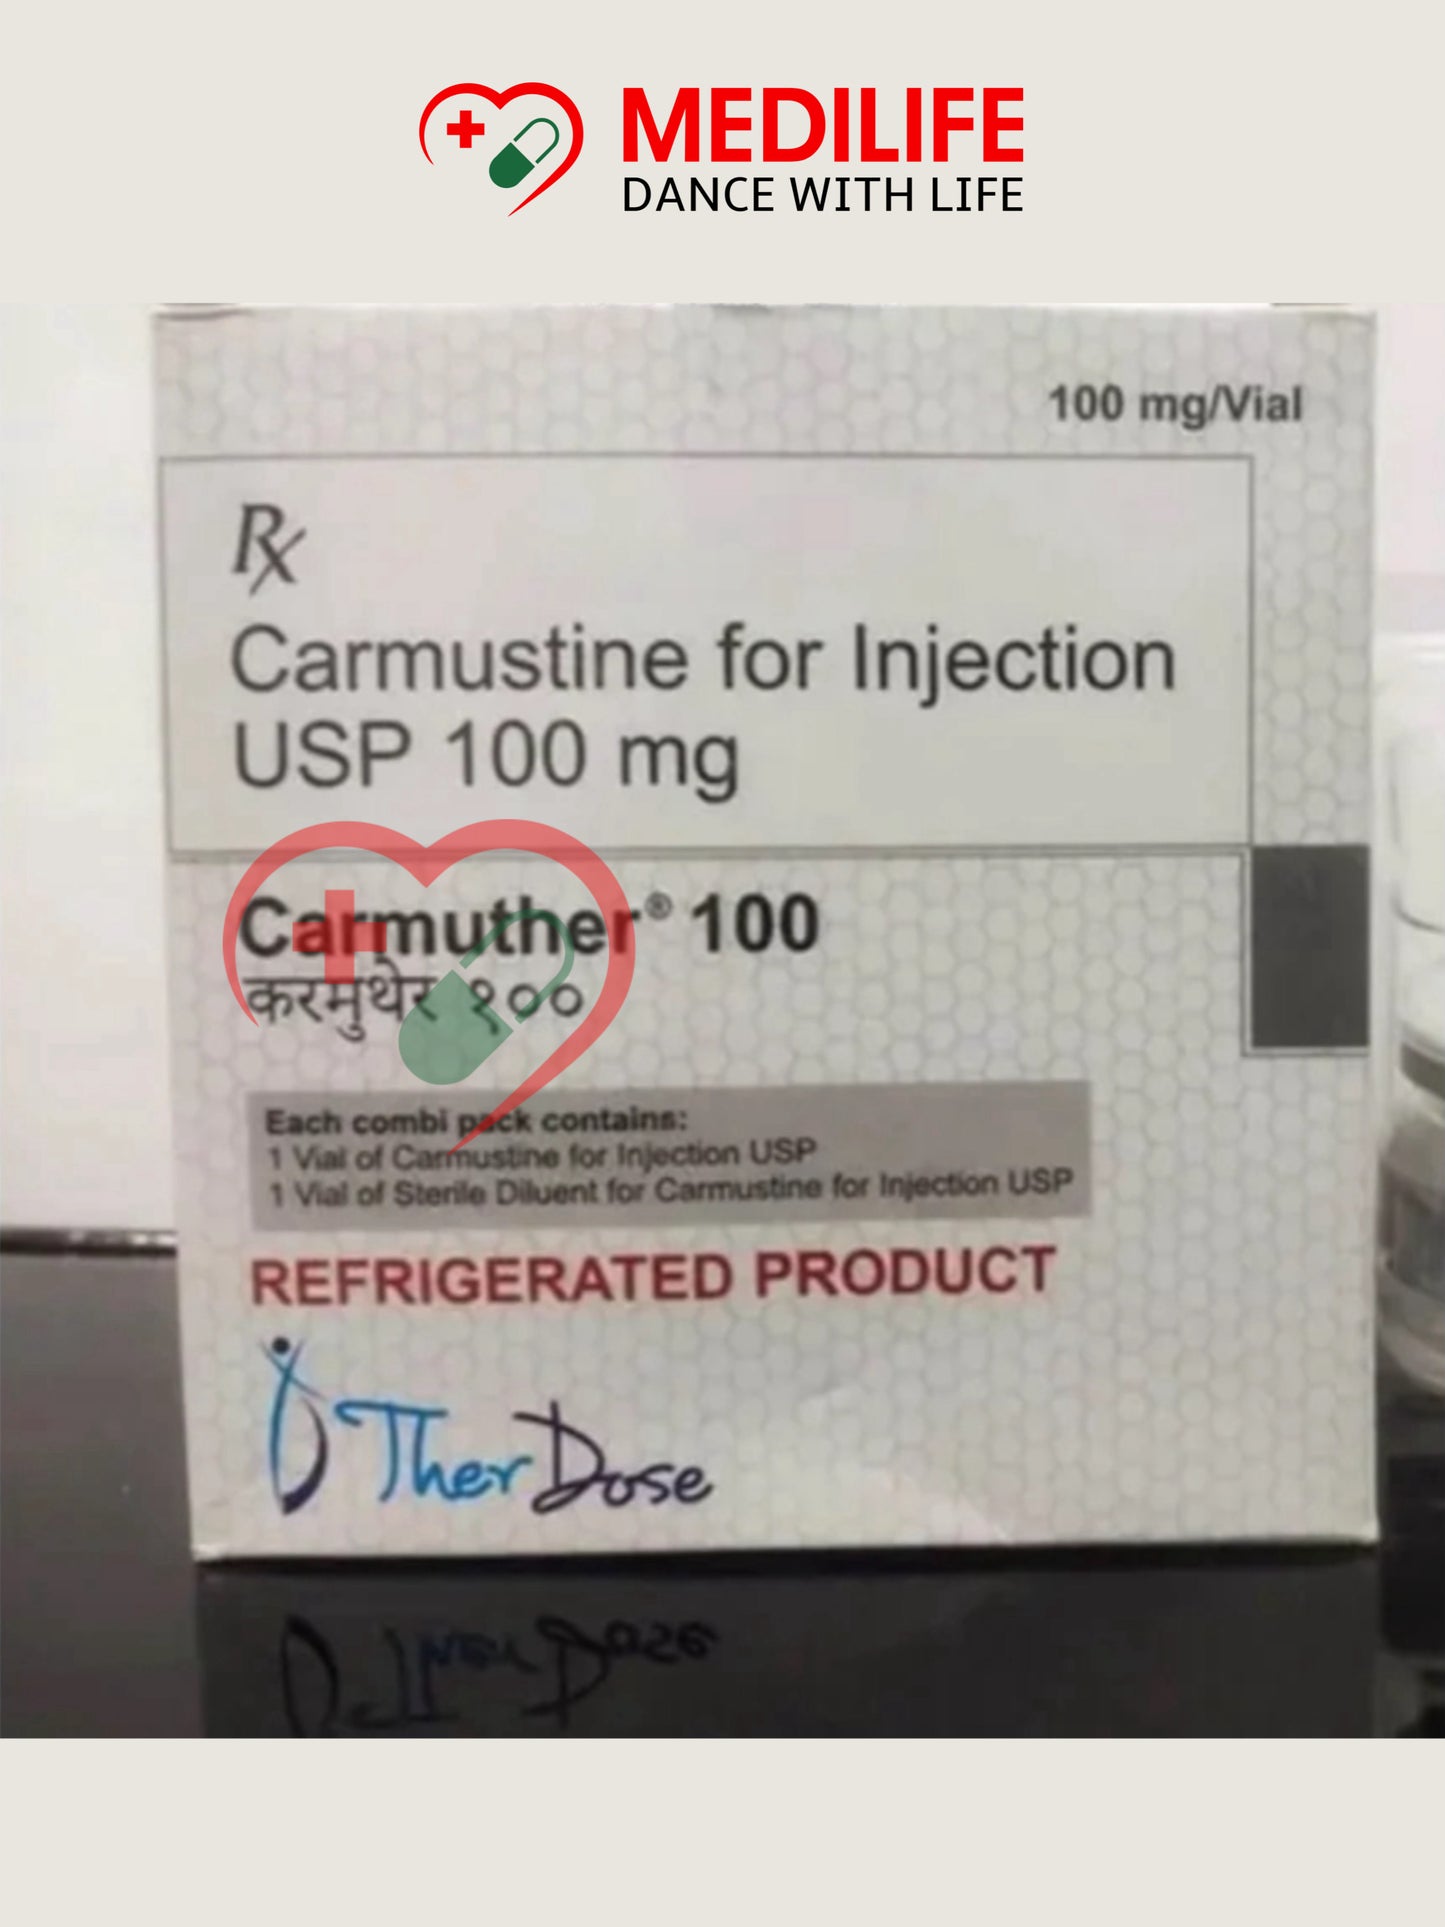 MEDILIFE
DANCE WITH LIFE
100 mg/Vial
Rx
Carmustine for Injection
USP 100 mg
Carmuther® 100
करमुथेर १००
Each combi pack contains:
1 Vial of Carmustine for Injection USP
1 Vial of Sterile Diluent for Carmustine for Injection USP
REFRIGERATED PRODUCT
TherDose